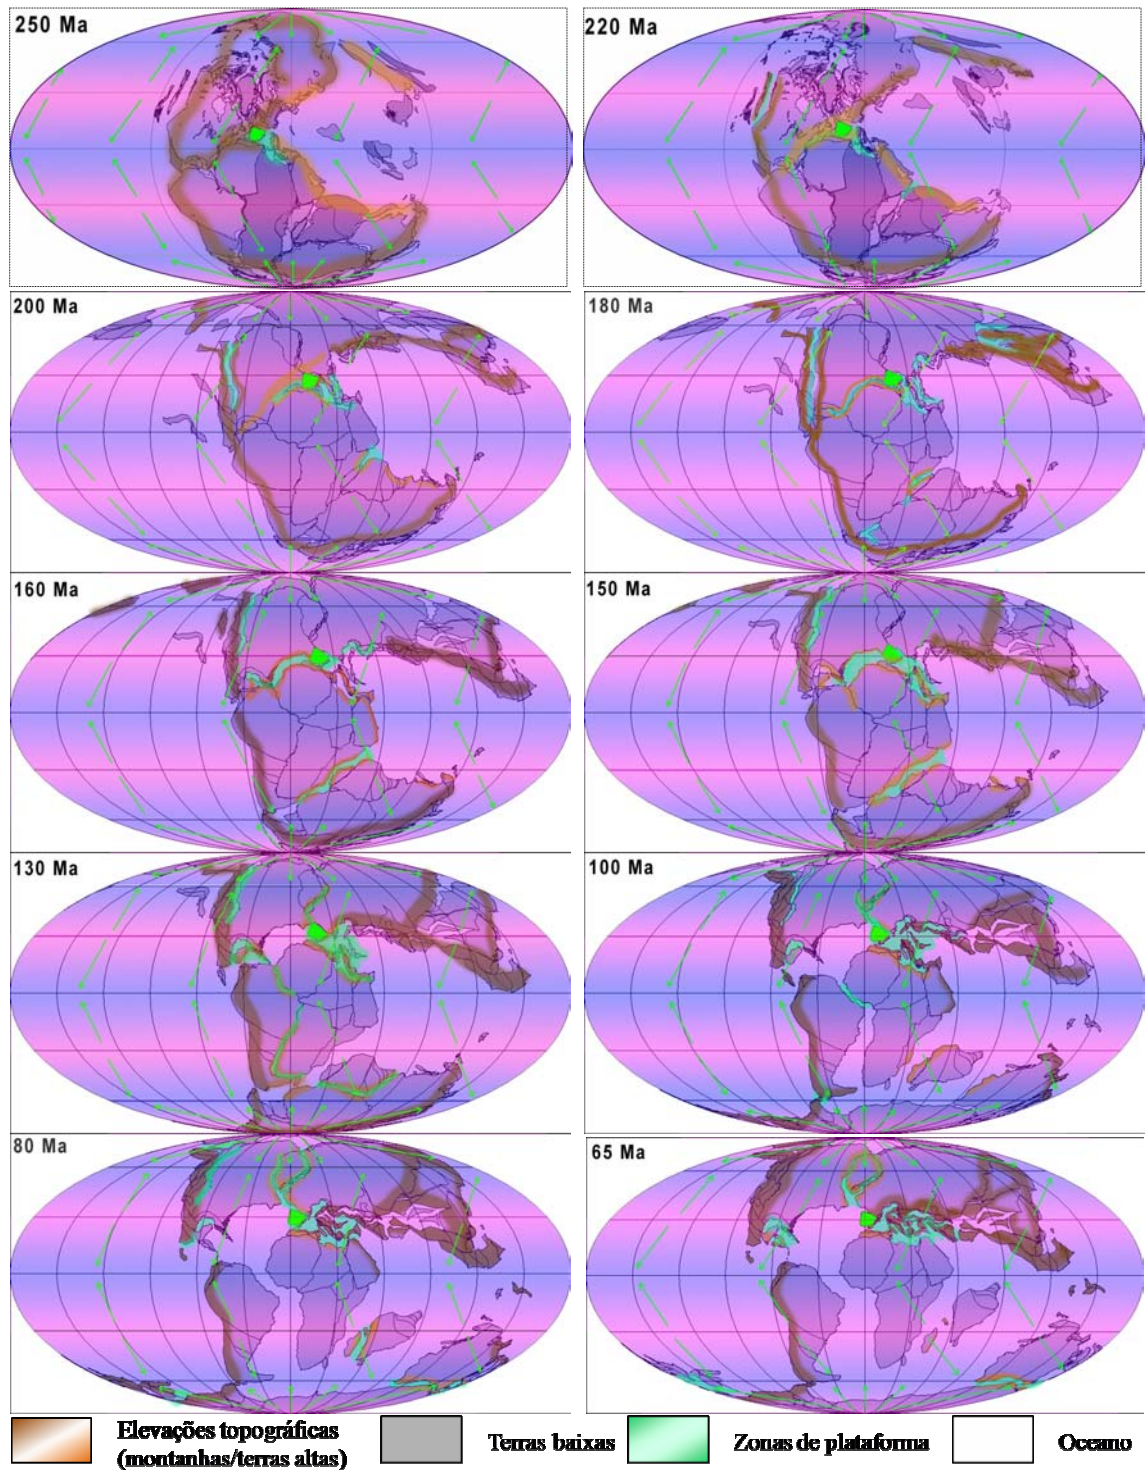 250 Ma
220 Ma
200 Ma
180 Ma
160 Ma
150 Ma
130 Ma
100 Ma
80 Ma
65 Ma
Elevações topográficas
(montanhas/terras altas)
Terras baixas
Zonas de plataforma
Oceano